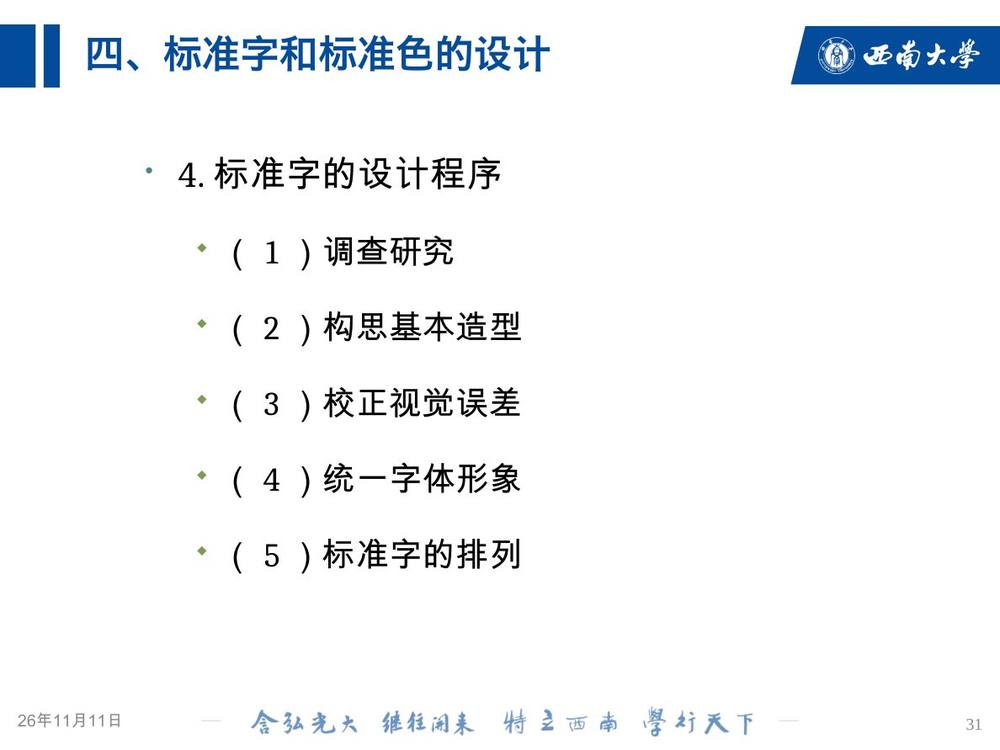 四、标准字和标准色的设计
西南大学
• 4. 标准字的设计程序
（1）调查研究
（2）构思基本造型
（3）校正视觉误差
（4）统一字体形象
（5）标准字的排列
26年11月11日
含弘光大 继往开来 特立西南 學行天下
31